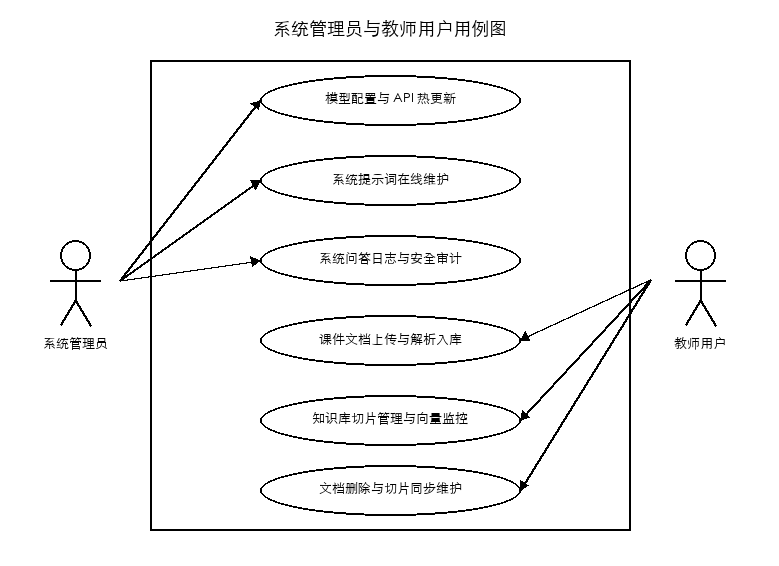 系统管理员与教师用户用例图
模型配置与 API 热更新
系统提示词在线维护
系统问答日志与安全审计
系统管理员
课件文档上传与解析入库
教师用户
知识库切片管理与向量监控
文档删除与切片同步维护